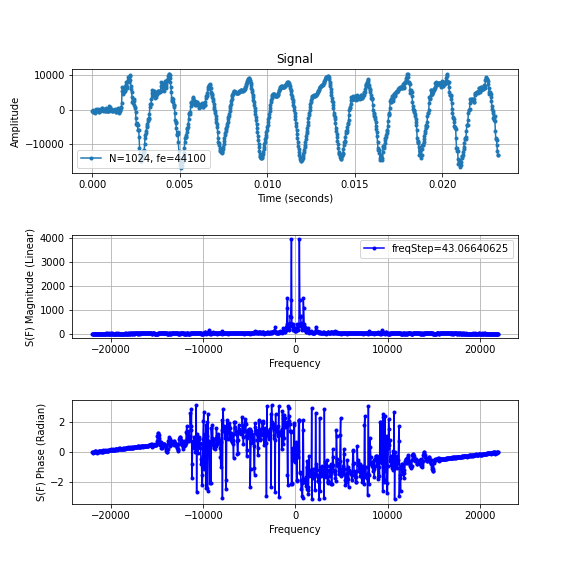 Signal
Amplitude
10000
0
−10000
N=1024, fe=44100
0.000 0.005 0.010 0.015 0.020
Time (seconds)
S(F) Magnitude (Linear)
4000
3000
2000
1000
0
freqStep=43.06640625
−20000 −10000 0 10000 20000
Frequency
S(F) Phase (Radian)
2
0
−2
−20000 −10000 0 10000 20000
Frequency